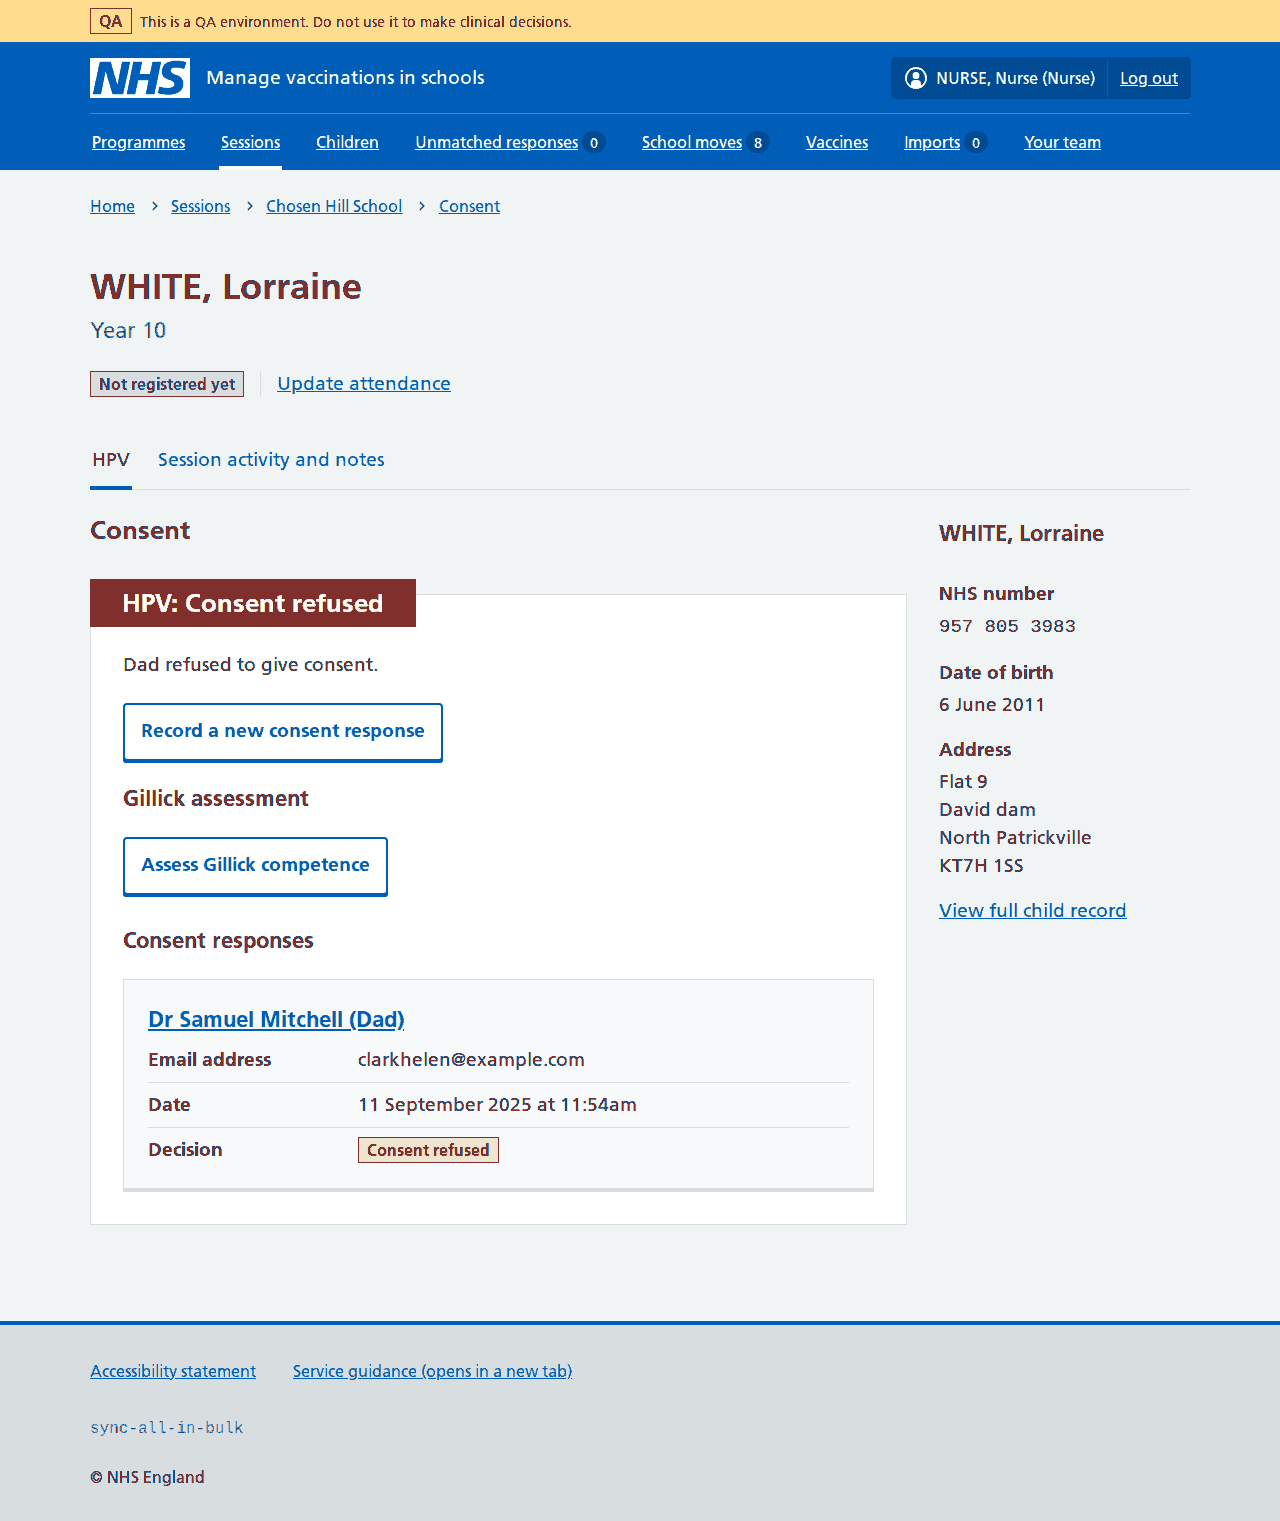 QA This is a QA environment. Do not use it to make clinical decisions.
NHS Manage vaccinations in schools NURSE, Nurse (Nurse) Log out
Programmes Sessions Children Unmatched responses 0 School moves 8 Vaccines Imports 0 Your team
Home Sessions Chosen Hill School Consent
WHITE, Lorraine
Year 10
Not registered yet Update attendance
HPV Session activity and notes
Consent
HPV: Consent refused
Dad refused to give consent.
Record a new consent response
Gillick assessment
Assess Gillick competence
Consent responses
Dr Samuel Mitchell (Dad)
Email address clarkhelen@example.com
Date 11 September 2025 at 11:54am
Decision Consent refused
WHITE, Lorraine
NHS number
957 805 3983
Date of birth
6 June 2011
Address
Flat 9
David dam
North Patrickville
KT7H 1SS
View full child record
Accessibility statement Service guidance (opens in a new tab)
sync-all-in-bulk
© NHS England